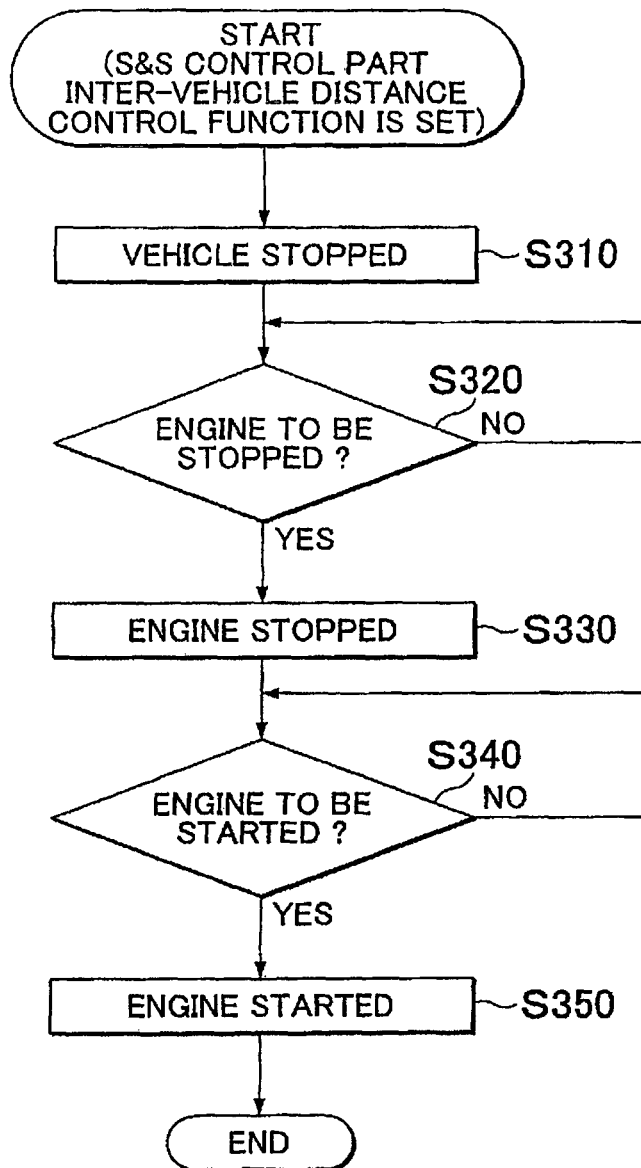 START
(S&S CONTROL PART
INTER-VEHICLE DISTANCE
CONTROL FUNCTION IS SET)
VEHICLE STOPPED
S310
S320
ENGINE TO BE
STOPPED ?
NO
YES
ENGINE STOPPED
S330
S340
ENGINE TO BE
STARTED ?
NO
YES
ENGINE STARTED
S350
END